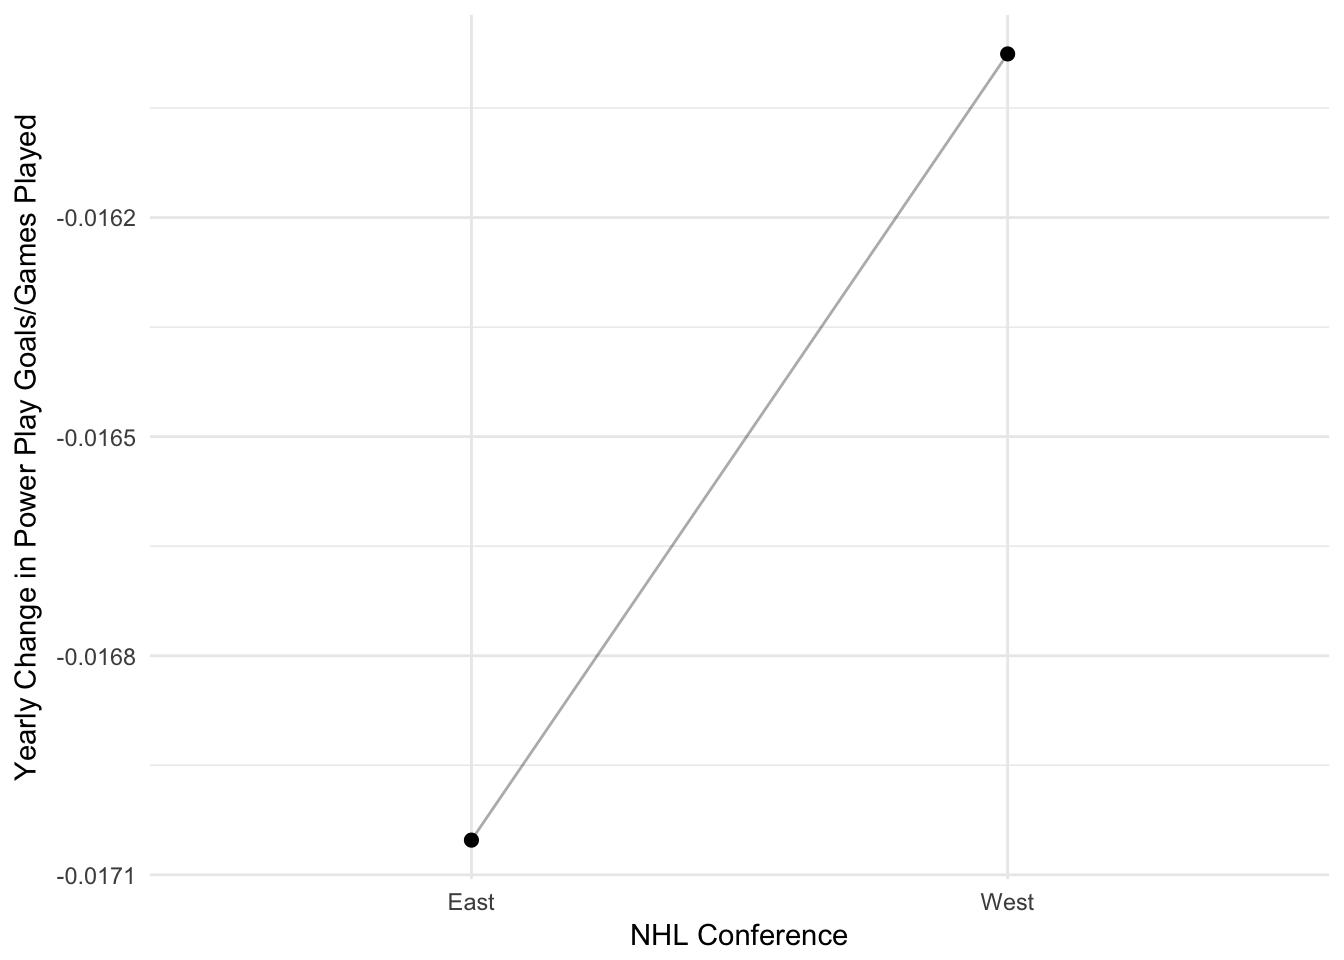 Yearly Change in Power Play Goals/Games Played
-0.0162
-0.0165
-0.0168
-0.0171
East West
NHL Conference